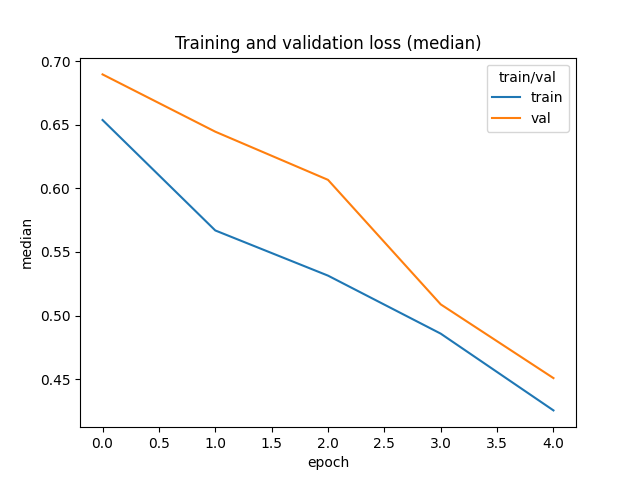 Training and validation loss (median)
train/val
train
val
0.70
0.65
0.60
0.55
0.50
0.45
median
0.0 0.5 1.0 1.5 2.0 2.5 3.0 3.5 4.0
epoch